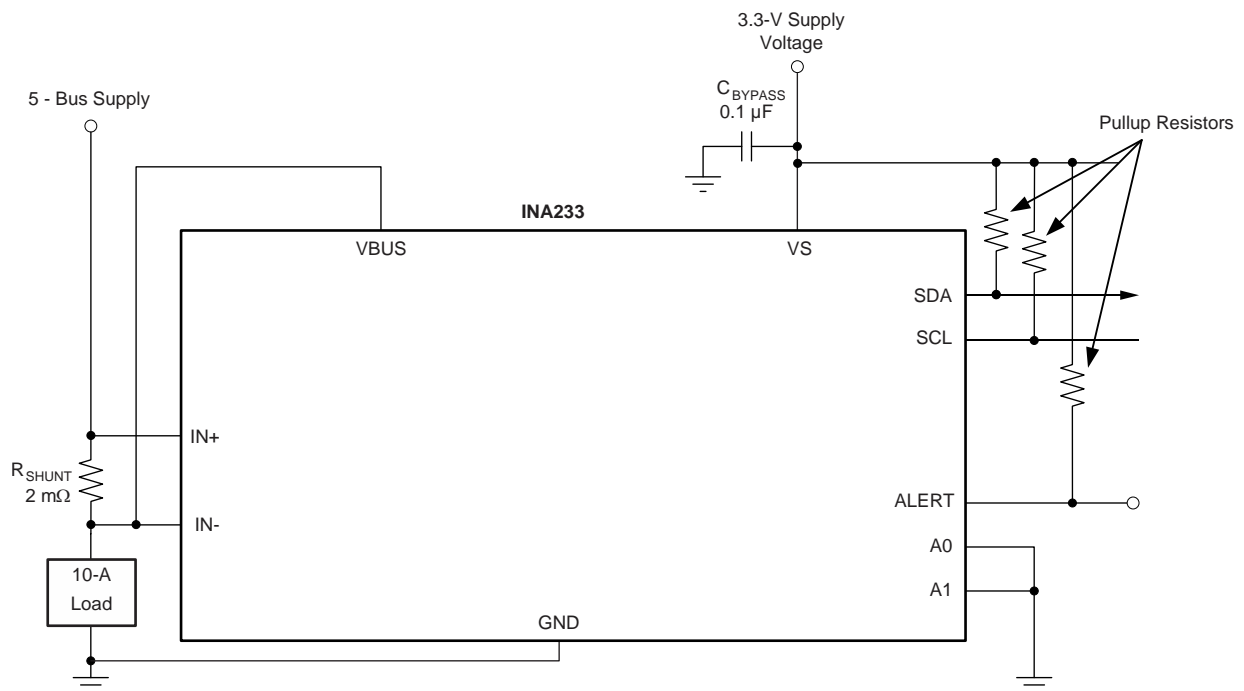 3.3-V Supply
Voltage
C_BYPASS
0.1 µF
5 - Bus Supply
Pullup Resistors
INA233
VBUS
VS
SDA
SCL
IN+
R_SHUNT
2 mΩ
IN-
ALERT
A0
A1
10-A
Load
GND